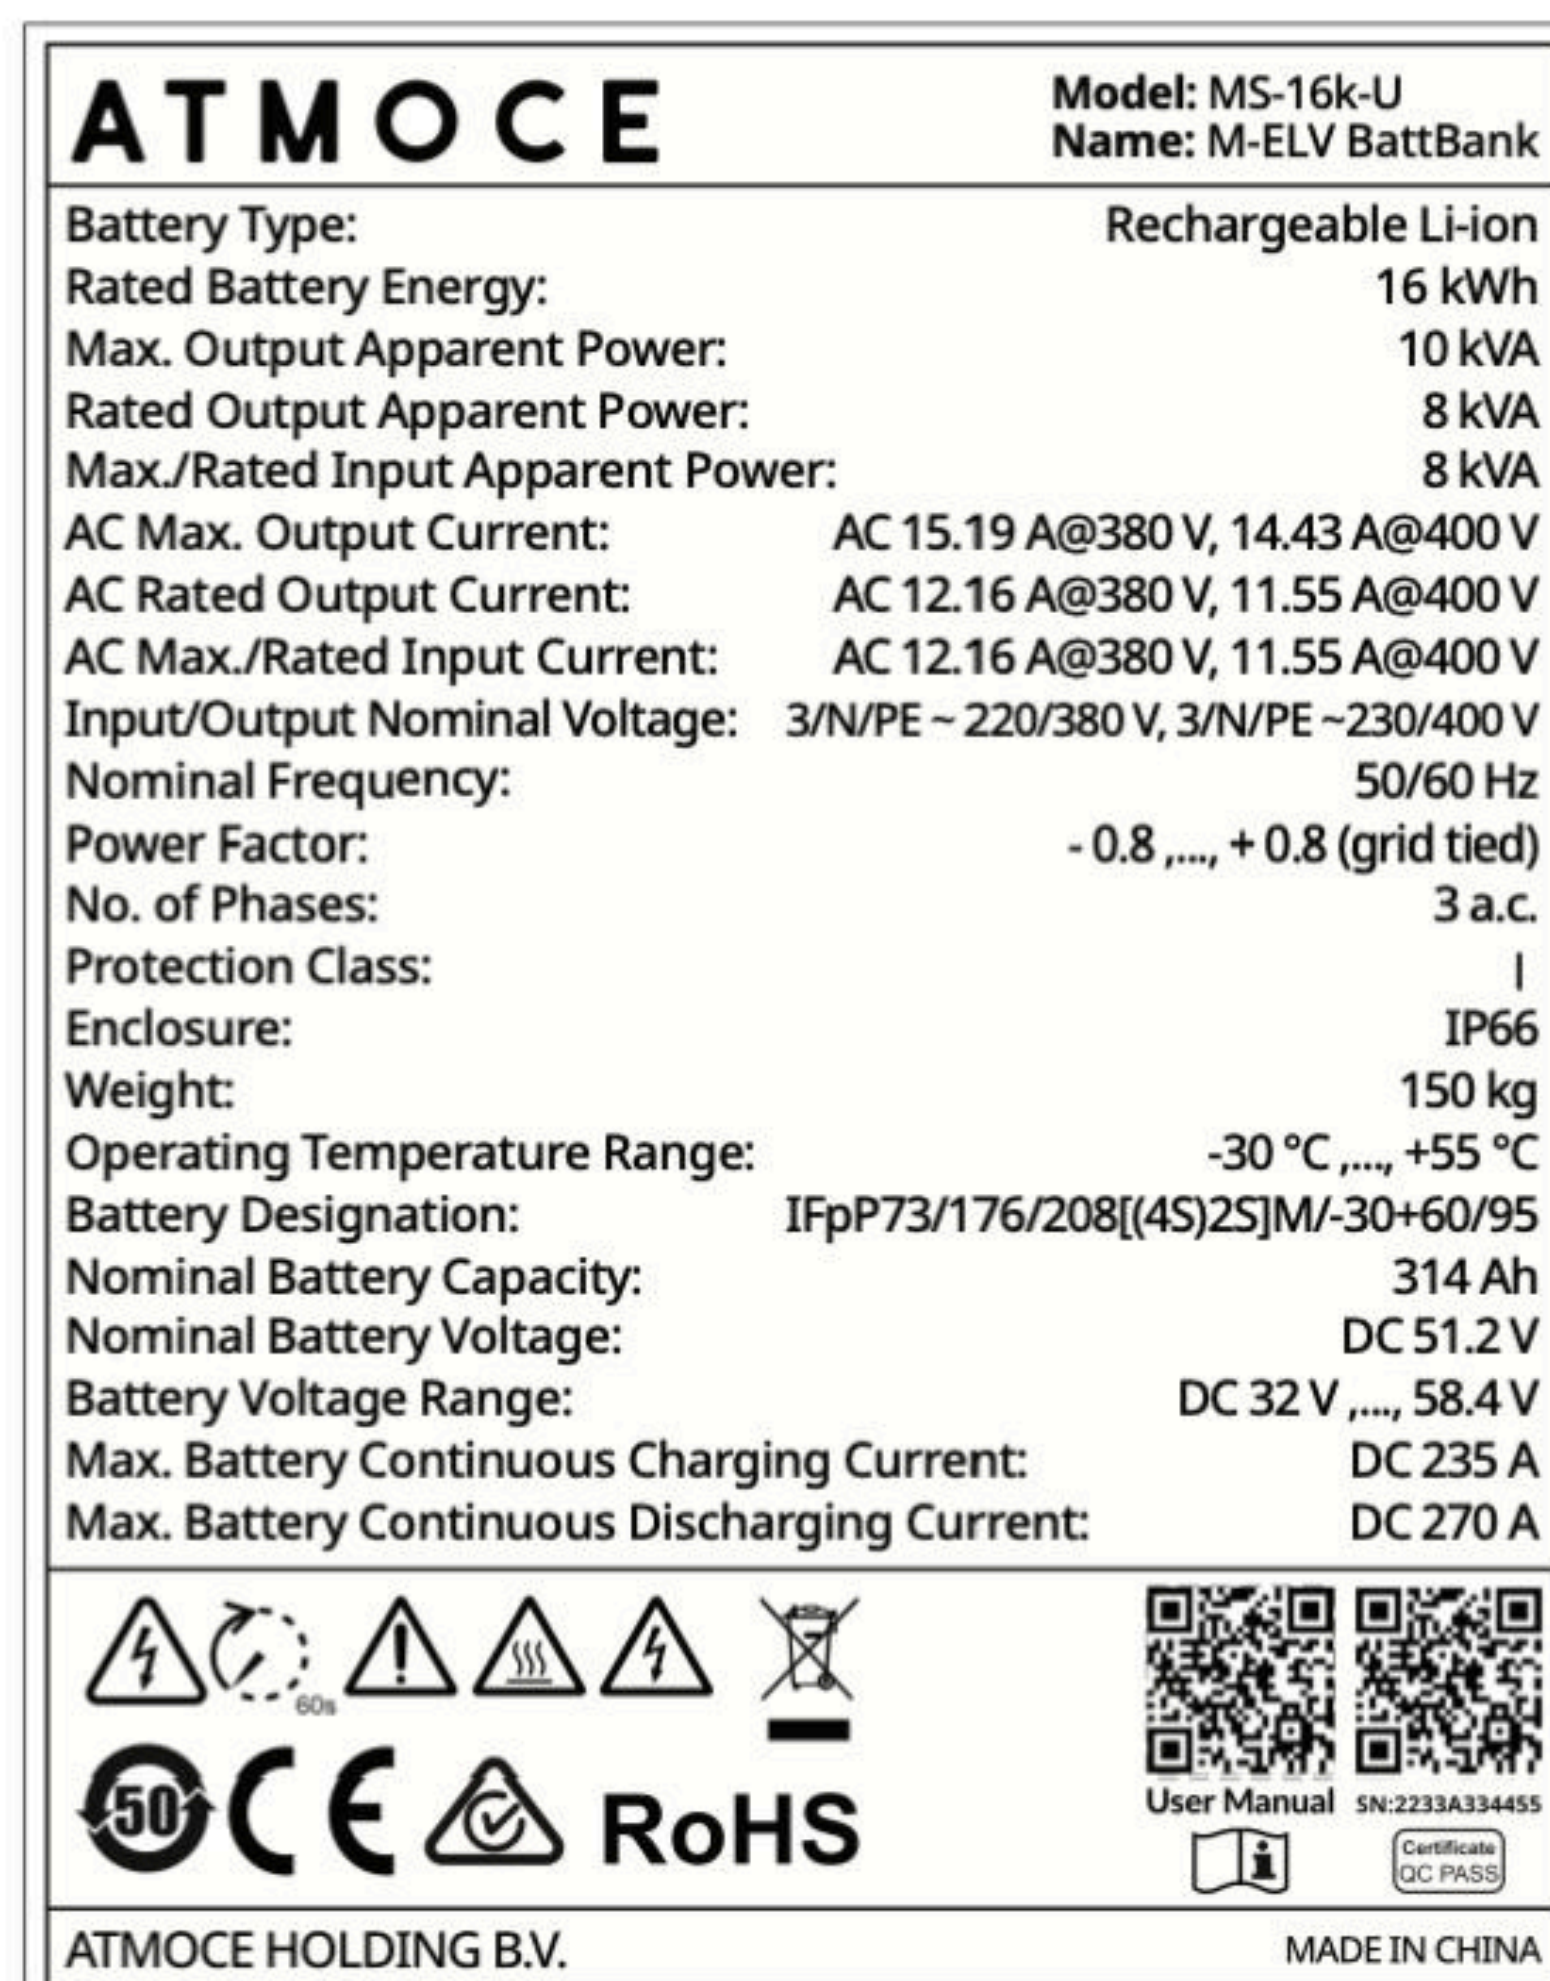 ATMOCE
Model: MS-16k-U
Name: M-ELV BattBank
Battery Type: Rechargeable Li-ion
Rated Battery Energy: 16 kWh
Max. Output Apparent Power: 10 kVA
Rated Output Apparent Power: 8 kVA
Max./Rated Input Apparent Power: 8 kVA
AC Max. Output Current: AC 15.19 A@380 V, 14.43 A@400 V
AC Rated Output Current: AC 12.16 A@380 V, 11.55 A@400 V
AC Max./Rated Input Current: AC 12.16 A@380 V, 11.55 A@400 V
Input/Output Nominal Voltage: 3/N/PE ~ 220/380 V, 3/N/PE ~230/400 V
Nominal Frequency: 50/60 Hz
Power Factor: - 0.8 ,..., + 0.8 (grid tied)
No. of Phases: 3 a.c.
Protection Class: I
Enclosure: IP66
Weight: 150 kg
Operating Temperature Range: -30 °C ,..., +55 °C
Battery Designation: IFpP73/176/208[(4S)2S]M/-30+60/95
Nominal Battery Capacity: 314 Ah
Nominal Battery Voltage: DC 51.2 V
Battery Voltage Range: DC 32 V ,..., 58.4 V
Max. Battery Continuous Charging Current: DC 235 A
Max. Battery Continuous Discharging Current: DC 270 A
60s
50 CE RoHS
User Manual SN:2233A334455
Certificate
QC PASS
ATMOCE HOLDING B.V. MADE IN CHINA